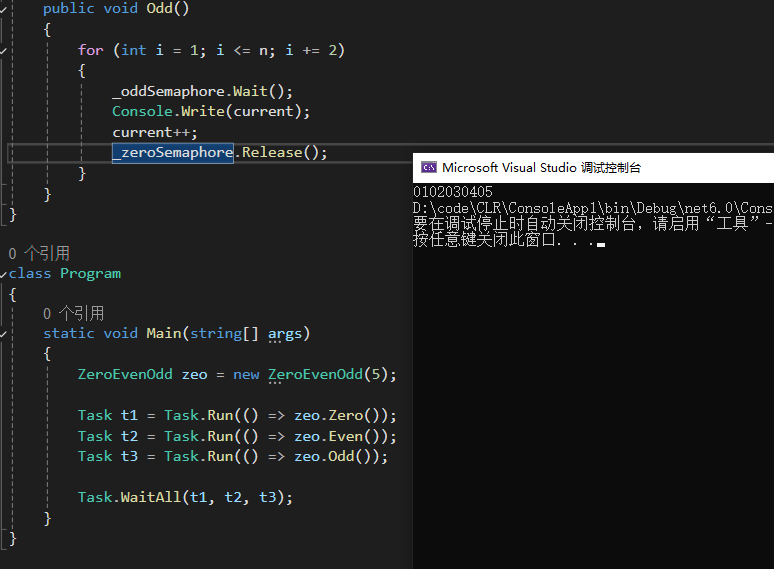 public void Odd()
{
for (int i = 1; i <= n; i += 2)
{
_oddSemaphore.Wait();
Console.Write(current);
current++;
_zeroSemaphore.Release();
}
}
}
0 个引用
class Program
{
0 个引用
static void Main(string[] args)
{
ZeroEvenOdd zeo = new ZeroEvenOdd(5);
Task t1 = Task.Run(() => zeo.Zero());
Task t2 = Task.Run(() => zeo.Even());
Task t3 = Task.Run(() => zeo.Odd());
Task.WaitAll(t1, t2, t3);
}
}
Microsoft Visual Studio 调试控制台
0102030405
D:\code\CLR\ConsoleApp1\bin\Debug\net6.0\Cons
要在调试停止时自动关闭控制台，请启用“工具”-
按任意键关闭此窗口. . .